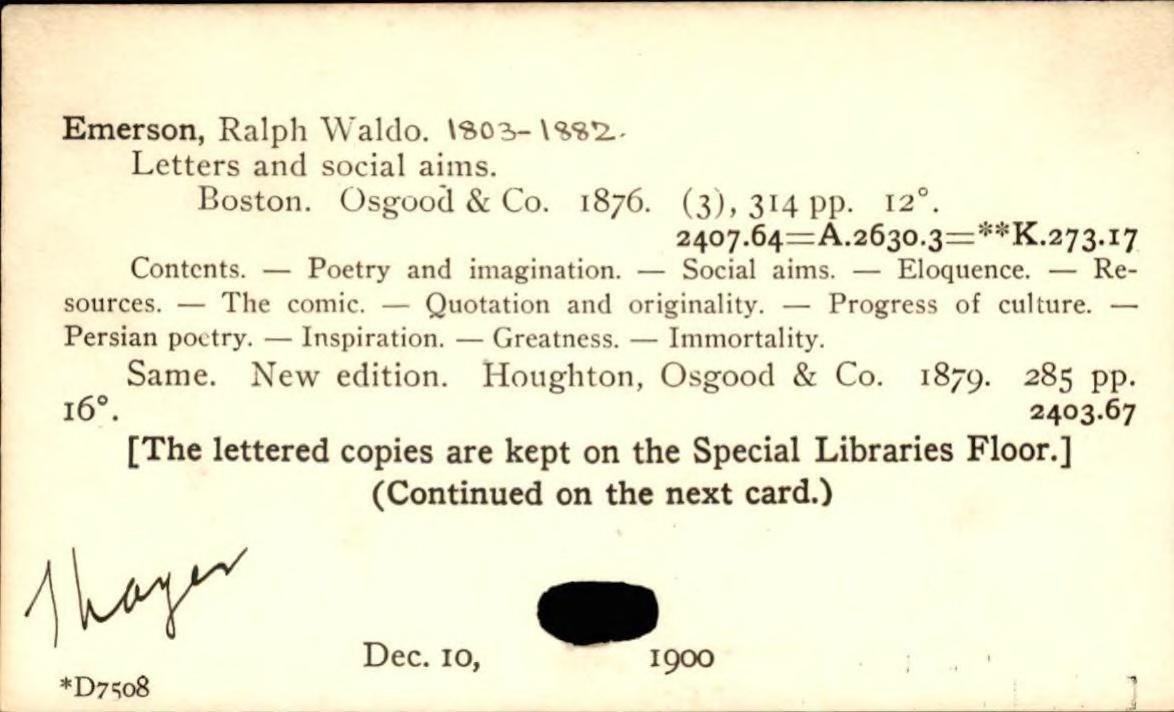 Emerson, Ralph Waldo. 1803-1882.
Letters and social aims.
Boston. Osgood & Co. 1876. (3), 314 pp. 12°.
2407.64=A.2630.3=**K.273.17
Contents. — Poetry and imagination. — Social aims. — Eloquence. — Re-
sources. — The comic. — Quotation and originality. — Progress of culture. —
Persian poetry. — Inspiration. — Greatness. — Immortality.
Same. New edition. Houghton, Osgood & Co. 1879. 285 pp.
16°. 2403.67
[The lettered copies are kept on the Special Libraries Floor.]
(Continued on the next card.)
Thayer
Dec. 10, 1900
*D7508